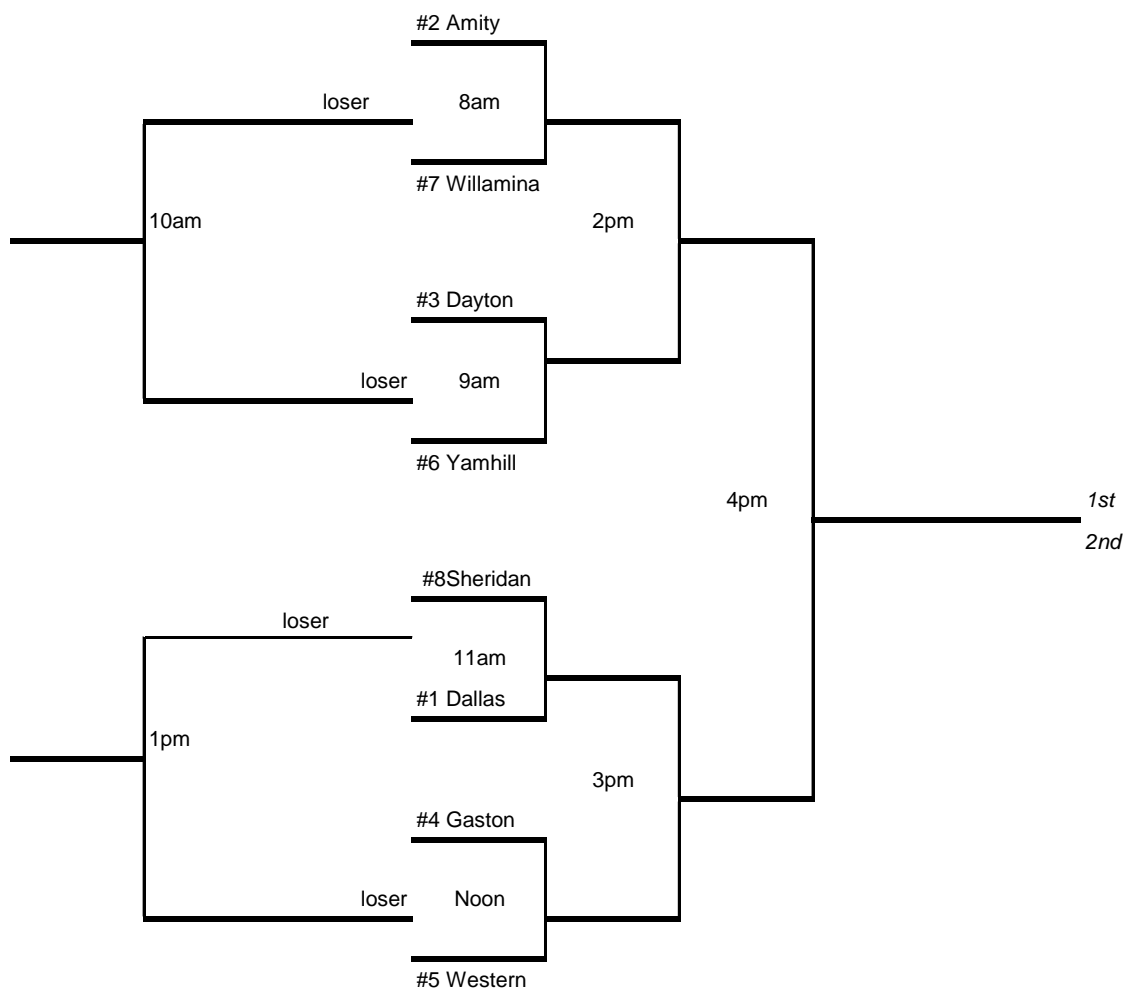 #2 Amity
loser
8am
#7 Willamina
10am
2pm
#3 Dayton
loser
9am
#6 Yamhill
4pm
1st
2nd
#8Sheridan
loser
11am
#1 Dallas
1pm
3pm
#4 Gaston
loser
Noon
#5 Western